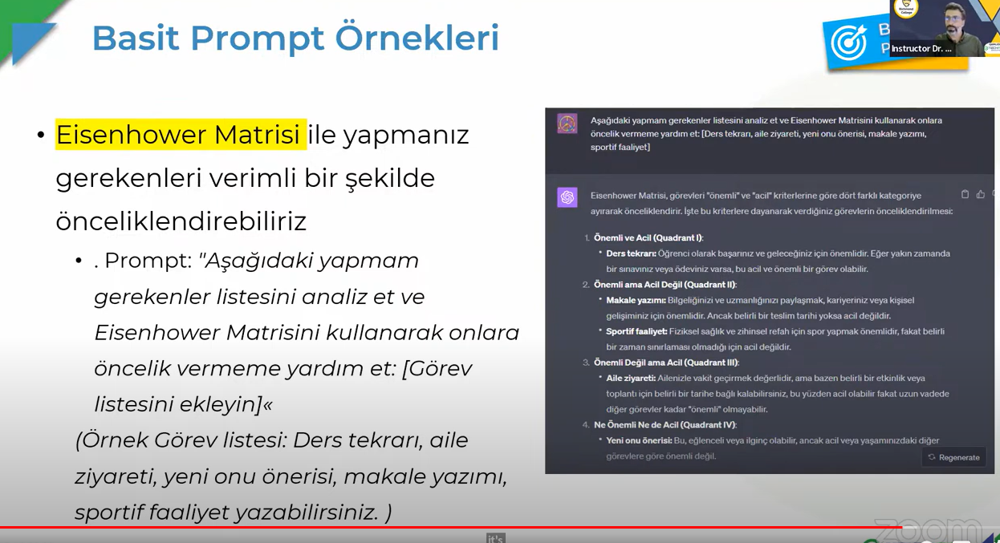 Basit Prompt Örnekleri
Richmond
College
Instructor Dr. ...
B
P
• Eisenhower Matrisi ile yapmanız
gerekenleri verimli bir şekilde
önceliklendirebiliriz
• . Prompt: "Aşağıdaki yapmam
gerekenler listesini analiz et ve
Eisenhower Matrisini kullanarak onlara
öncelik vermeme yardım et: [Görev
listesini ekleyin]«
(Örnek Görev listesi: Ders tekrarı, aile
ziyareti, yeni onu önerisi, makale yazımı,
sportif faaliyet yazabilirsiniz. )
Aşağıdaki yapmam gerekenler listesini analiz et ve Eisenhower Matrisini kullanarak onlara
öncelik vermeme yardım et: [Ders tekrarı, aile ziyareti, yeni onu önerisi, makale yazımı,
sportif faaliyet]
Eisenhower Matrisi, görevleri "önemli" ve "acil" kriterlerine göre dört farklı kategoriye
ayırarak önceliklendirir. İşte bu kriterlere dayanarak verdiğiniz görevlerin önceliklendirilmesi:
1. Önemli ve Acil (Quadrant I):
• Ders tekrarı: Öğrenci olarak başarınız ve geleceğiniz için önemlidir. Eğer yakın zamanda
bir sınavınız veya ödeviniz varsa, bu acil ve önemli bir görev olabilir.
2. Önemli ama Acil Değil (Quadrant II):
• Makale yazımı: Bilgeliğinizi ve uzmanlığınızı paylaşmak, kariyeriniz veya kişisel
gelişiminiz için önemlidir. Ancak belirli bir teslim tarihi yoksa acil değildir.
• Sportif faaliyet: Fiziksel sağlık ve zihinsel refah için spor yapmak önemlidir, fakat belirli
bir zaman sınırlaması olmadığı için acil değildir.
3. Önemli Değil ama Acil (Quadrant III):
• Aile ziyareti: Ailenizle vakit geçirmek değerlidir, ama bazen belirli bir etkinlik veya
toplantı için belirli bir tarihe bağlı kalabilirsiniz, bu yüzden acil olabilir fakat uzun vadede
diğer görevler kadar "önemli" olmayabilir.
4. Ne Önemli Ne de Acil (Quadrant IV):
• Yeni onu önerisi: Bu, eğlenceli veya ilginç olabilir, ancak acil veya yaşamınızdaki diğer
görevlere göre önemli değil.
Regenerate
zoom
it's